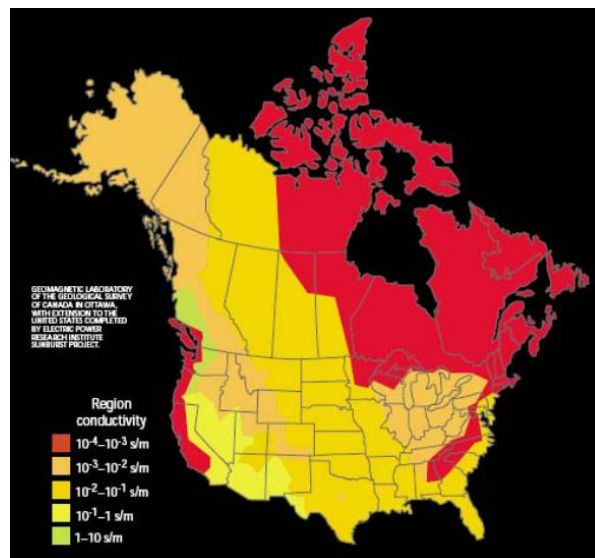 GEOMAGNETIC LABORATORY
OF THE GEOLOGICAL SURVEY
OF CANADA IN OTTAWA,
WITH EXTENSION TO THE
UNITED STATES COMPLETED
BY ELECTRIC POWER
RESEARCH INSTITUTE
SUNBURST PROJECT.
Region
conductivity
10⁻⁴–10⁻³ s/m
10⁻³–10⁻² s/m
10⁻²–10⁻¹ s/m
10⁻¹–1 s/m
1–10 s/m